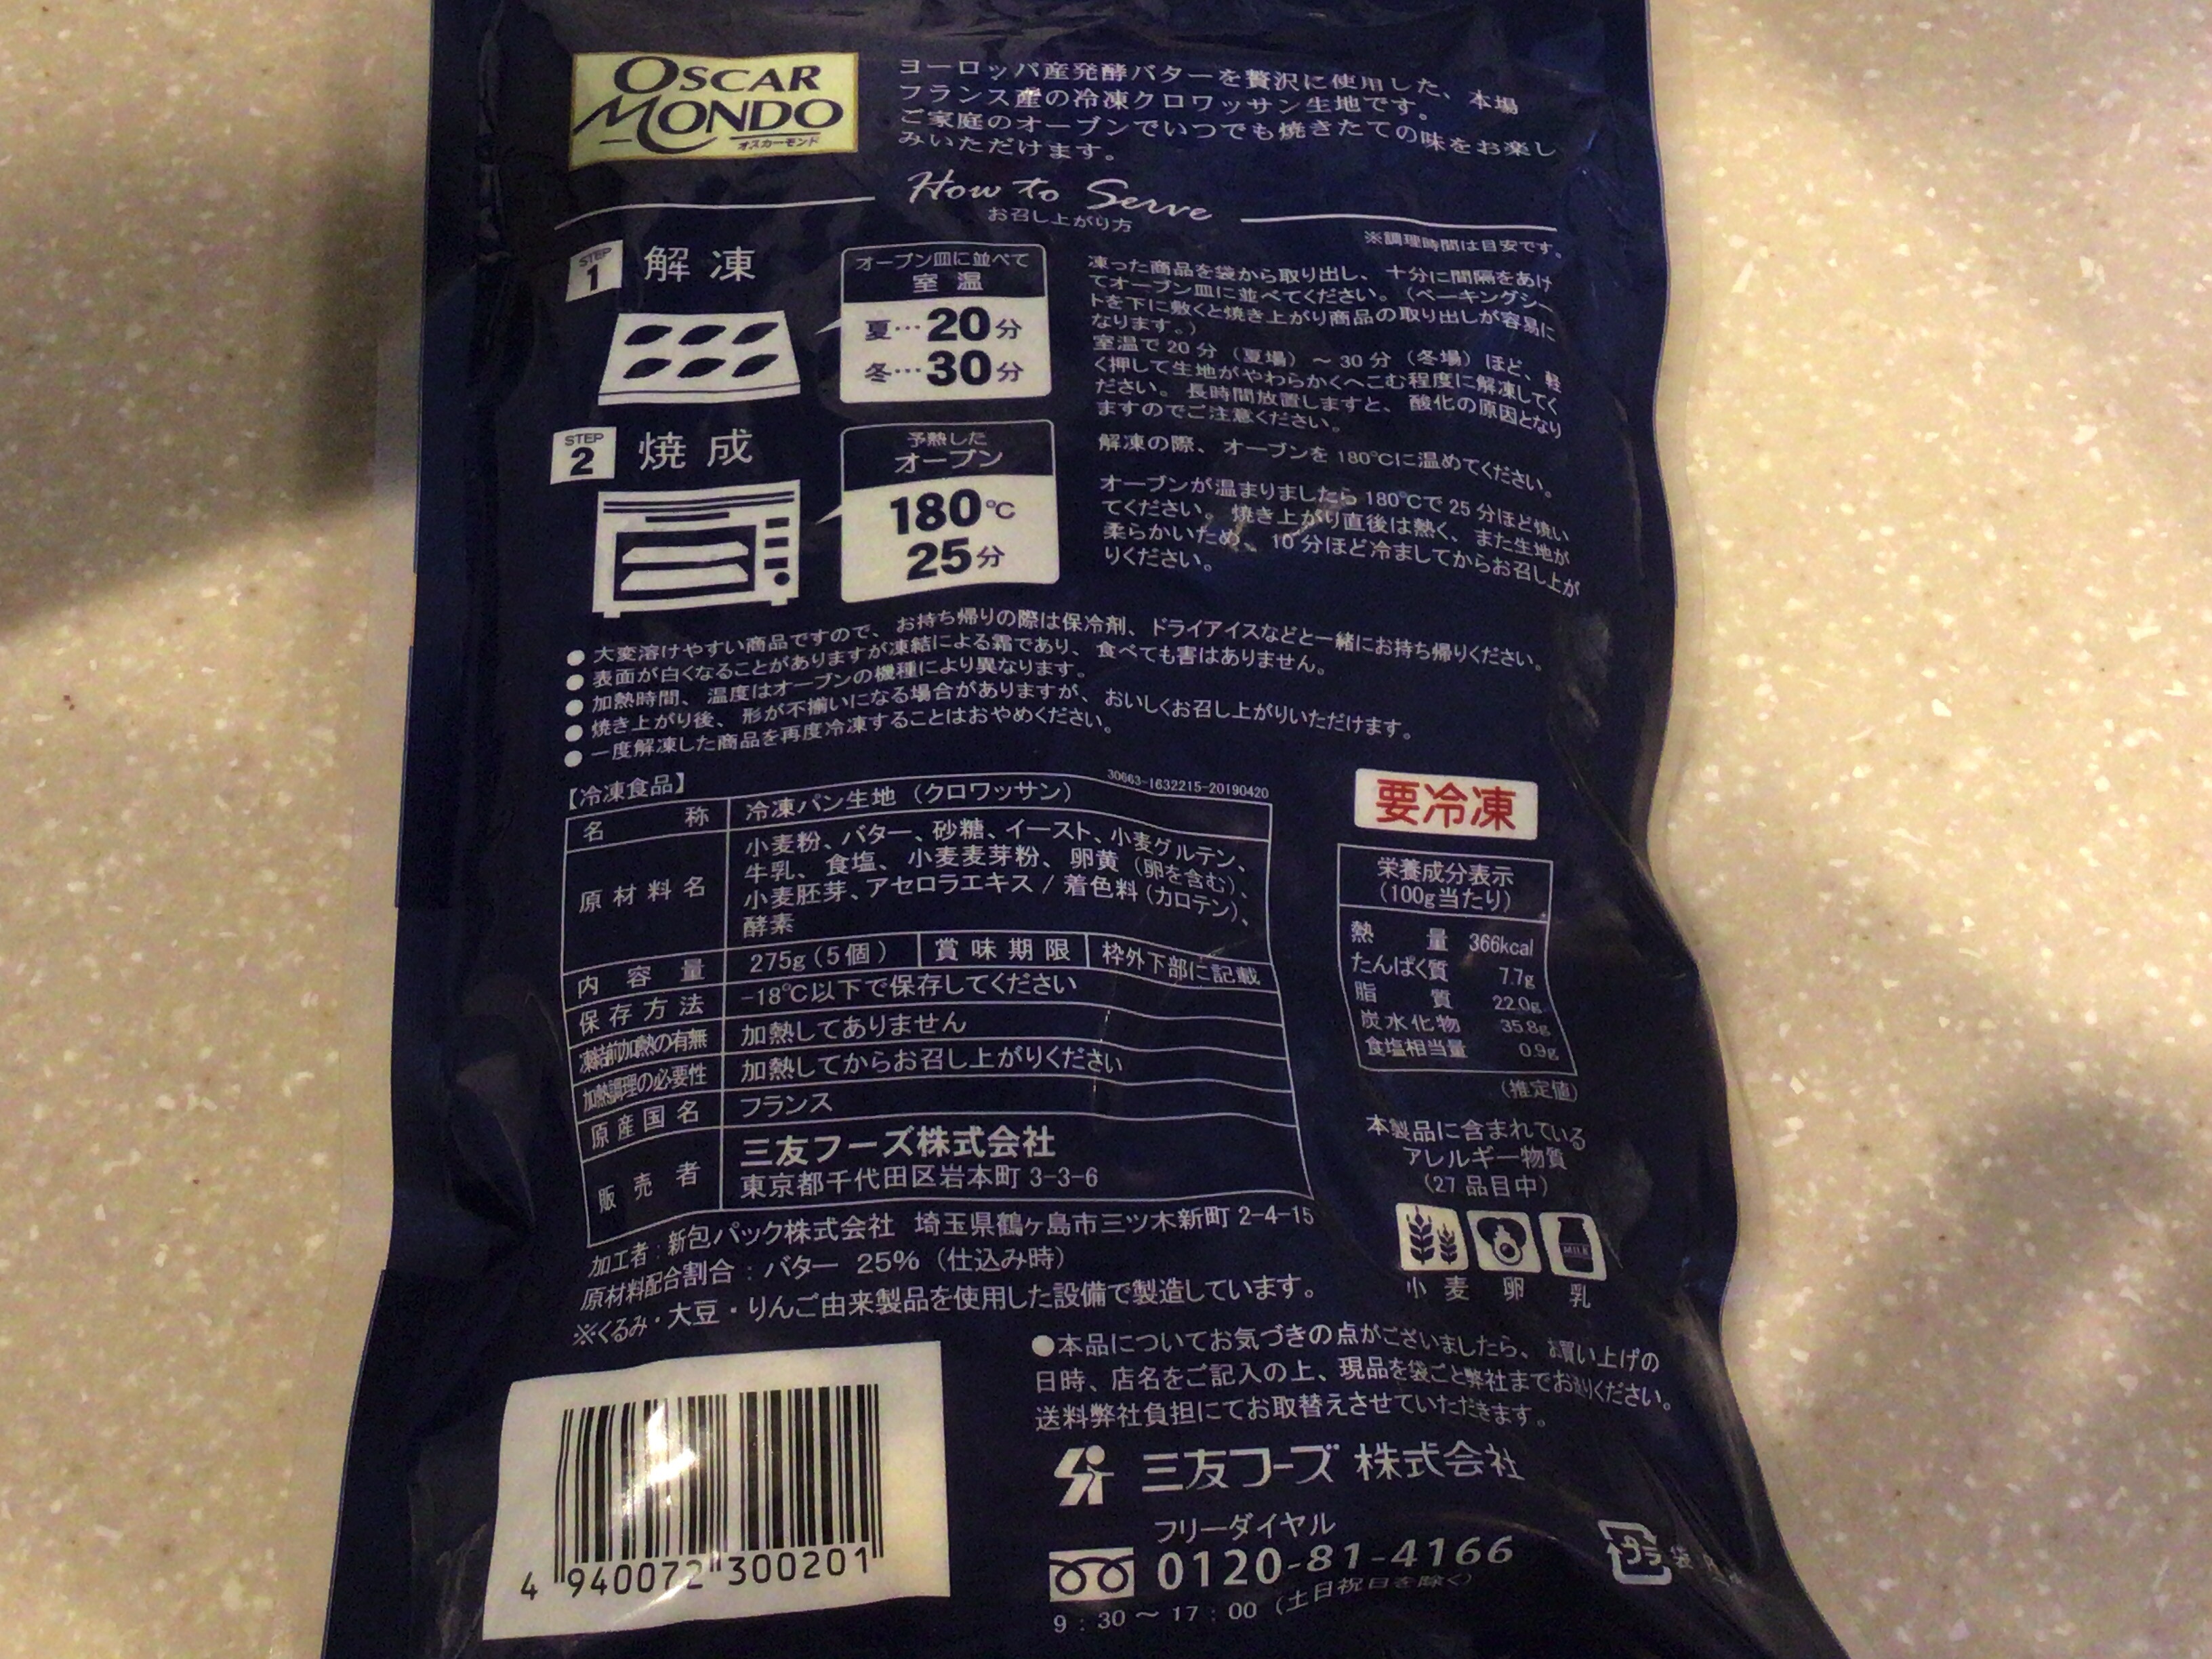 OSCAR
MONDO
オスカーモンド
ヨーロッパ産発酵バターを贅沢に使用した、本場
フランス産の冷凍クロワッサン生地です。
ご家庭のオーブンでいつでも焼きたての味をお楽し
みいただけます。
How to Serve
お召し上がり方
※調理時間は目安です。
STEP
1
解凍
オーブン皿に並べて
室温
夏…20分
冬…30分
凍った商品を袋から取り出し、十分に間隔をあけ
てオーブン皿に並べてください。（ベーキングシー
トを下に敷くと焼き上がり商品の取り出しが容易に
なります。）
室温で20分（夏場）～30分（冬場）ほど、軽
く押して生地がやわらかくへこむ程度に解凍してく
ださい。長時間放置しますと、酸化の原因となり
ますのでご注意ください。
STEP
2
焼成
予熱した
オーブン
180℃
25分
解凍の際、オーブンを180℃に温めてください。
オーブンが温まりましたら180℃で25分ほど焼い
てください。焼き上がり直後は熱く、また生地が
柔らかいため、10分ほど冷ましてからお召し上が
りください。
●大変溶けやすい商品ですので、お持ち帰りの際は保冷剤、ドライアイスなどと一緒にお持ち帰りください。
●表面が白くなることがありますが凍結による霜であり、食べても害はありません。
●加熱時間、温度はオーブンの機種により異なります。
●焼き上がり後、形が不揃いになる場合がありますが、おいしくお召し上がりいただけます。
●一度解凍した商品を再度冷凍することはおやめください。
【冷凍食品】
30663-1632215-20190420
名称 冷凍パン生地（クロワッサン）
原材料名 小麦粉、バター、砂糖、イースト、小麦グルテン、
牛乳、食塩、小麦麦芽粉、卵黄（卵を含む）、
小麦胚芽、アセロラエキス / 着色料（カロテン）、
酵素
内容量 275g（5個） 賞味期限 枠外下部に記載
保存方法 -18℃以下で保存してください
凍結前加熱の有無 加熱してありません
加熱調理の必要性 加熱してからお召し上がりください
原産国名 フランス
販売者 三友フーズ株式会社
東京都千代田区岩本町3-3-6
加工者：新包パック株式会社 埼玉県鶴ヶ島市三ツ木新町2-4-15
原材料配合割合：バター 25%（仕込み時）
※くるみ・大豆・りんご由来製品を使用した設備で製造しています。
要冷凍
栄養成分表示
（100g当たり）
熱量 366kcal
たんぱく質 7.7g
脂質 22.0g
炭水化物 35.8g
食塩相当量 0.9g
（推定値）
本製品に含まれている
アレルギー物質
（27品目中）
MILK
小麦 卵 乳
4 940072 300201
●本品についてお気づきの点がございましたら、お買い上げの
日時、店名をご記入の上、現品を袋ごと弊社までお送りください。
送料弊社負担にてお取替えさせていただきます。
三友フーズ 株式会社
フリーダイヤル
0120-81-4166
9：30～17：00（土日祝日を除く）
プラ